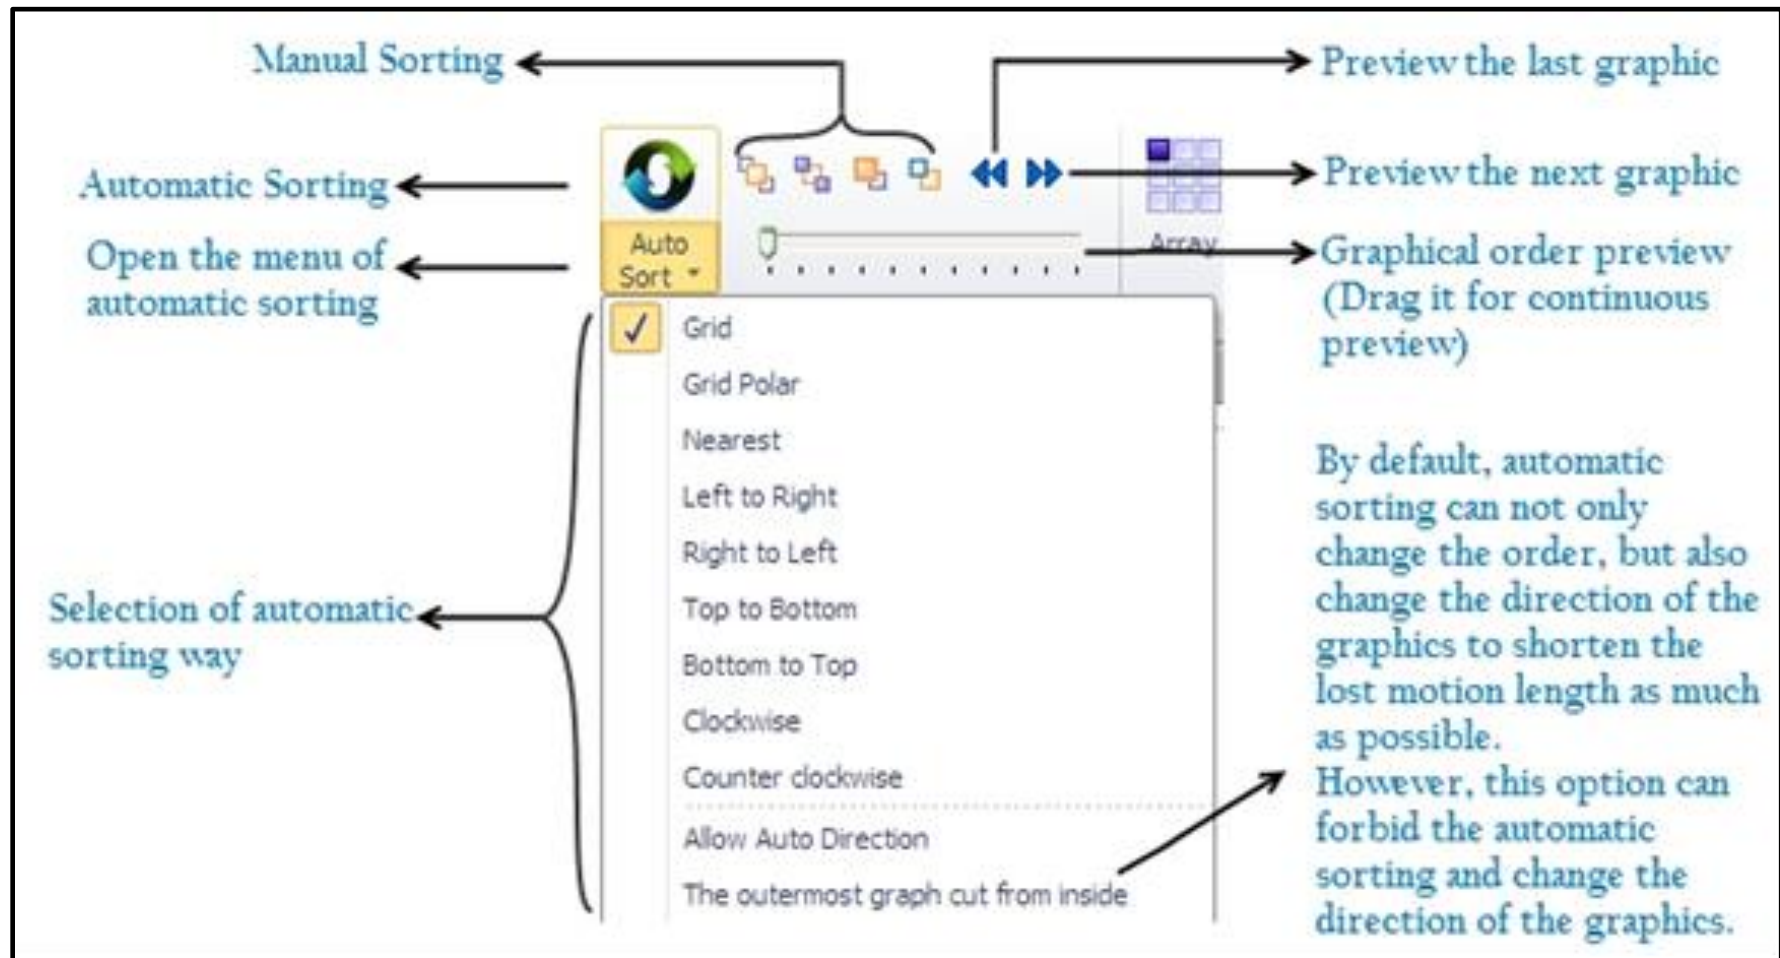 Manual Sorting
Preview the last graphic
Automatic Sorting
Preview the next graphic
Open the menu of
automatic sorting
Auto
Sort
Array
Graphical order preview
(Drag it for continuous
preview)
Grid
Grid Polar
Nearest
Left to Right
Right to Left
Top to Bottom
Bottom to Top
Clockwise
Counter clockwise
Allow Auto Direction
The outermost graph cut from inside
Selection of automatic
sorting way
By default, automatic
sorting can not only
change the order, but also
change the direction of the
graphics to shorten the
lost motion length as much
as possible.
However, this option can
forbid the automatic
sorting and change the
direction of the graphics.